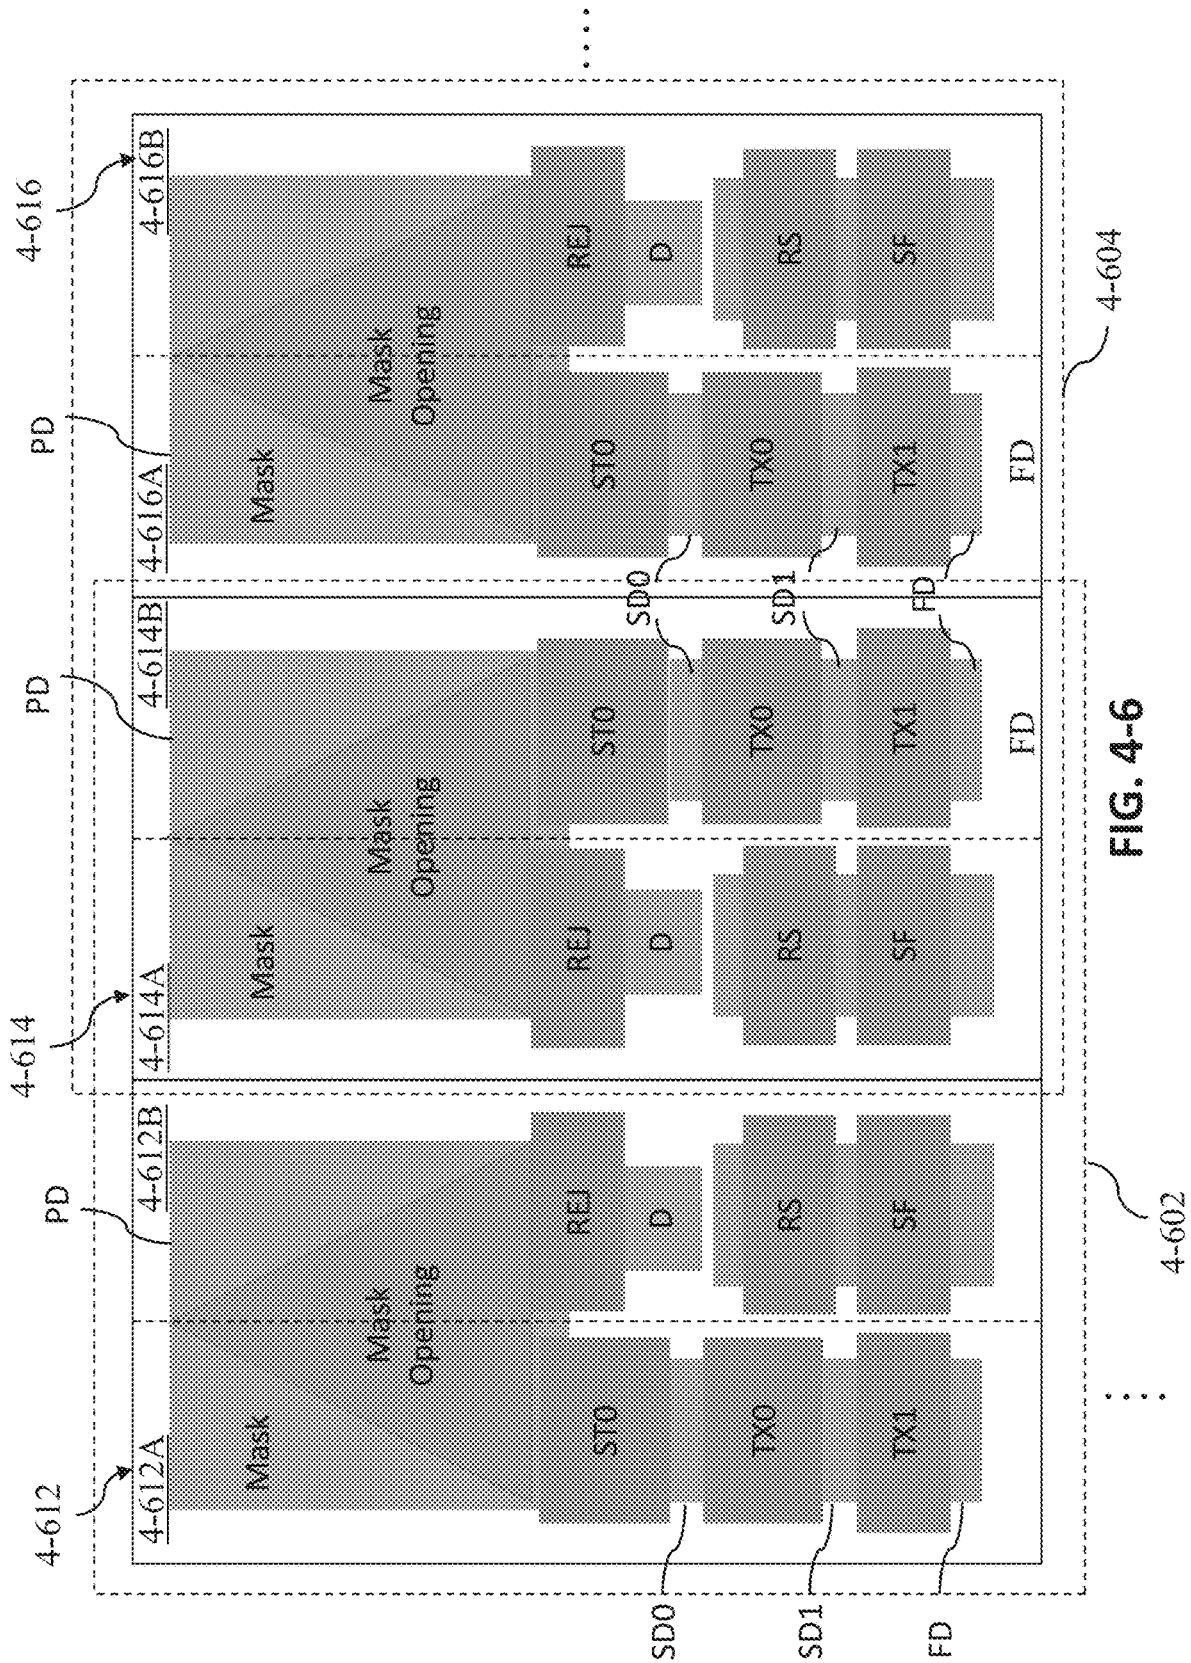 4-612
4-614
4-616
PD
PD
PD
4-612A
4-612B
4-614A
4-614B
4-616A
4-616B
Mask
Mask
Opening
Mask
Mask
Opening
Mask
Mask
Opening
ST0
REJ
REJ
ST0
ST0
REJ
D
D
D
SD0
SD0
TX0
RS
RS
TX0
TX0
RS
SD1
SD1
TX1
SF
SF
TX1
TX1
SF
FD
FD
FD
FD
4-602
4-604
FIG. 4-6